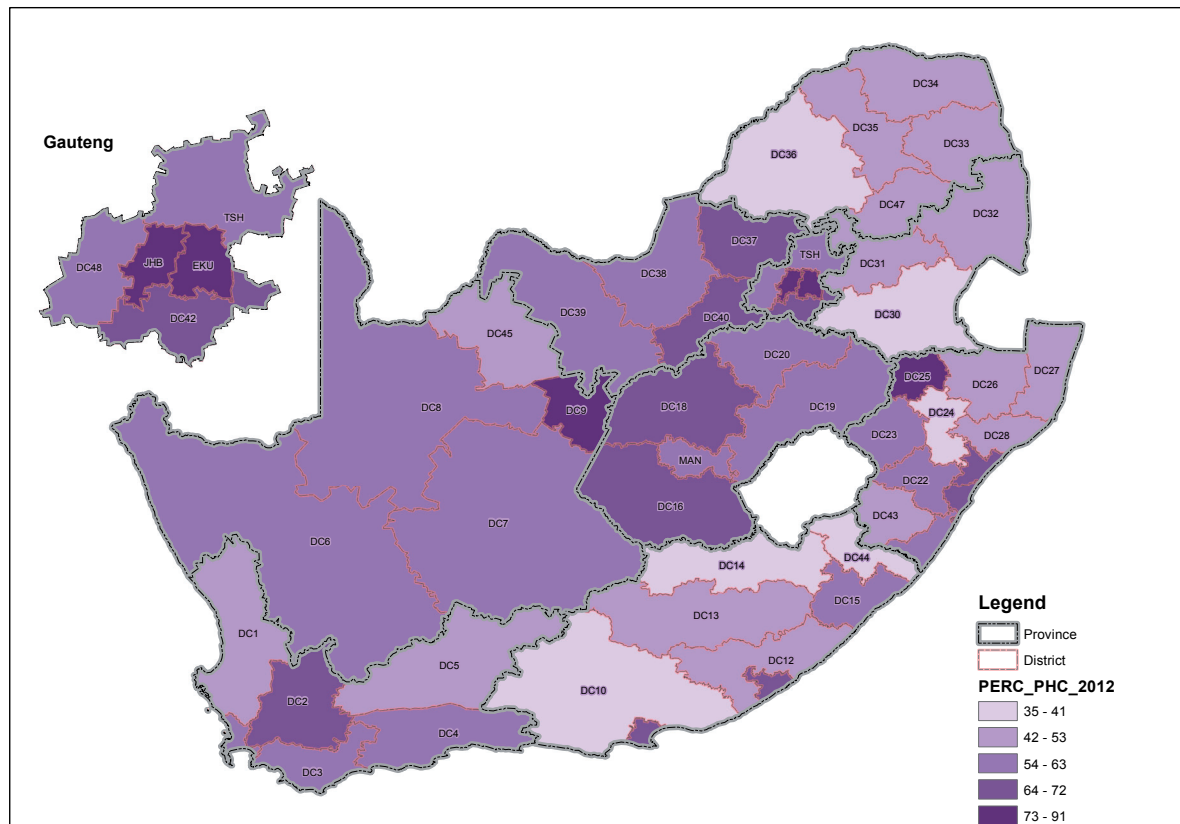 Gauteng
TSH
DC48
JHB
EKU
DC42
DC34
DC35
DC33
DC36
DC47
DC32
DC37
TSH
DC31
DC38
DC30
DC39
DC40
DC45
DC20
DC25
DC26
DC27
DC8
DC9
DC18
DC19
DC24
DC23
DC28
MAN
DC22
DC16
DC43
DC7
DC6
DC44
DC14
DC15
DC13
DC1
DC5
DC12
DC10
DC2
DC4
DC3
Legend
Province
District
PERC_PHC_2012
35 - 41
42 - 53
54 - 63
64 - 72
73 - 91